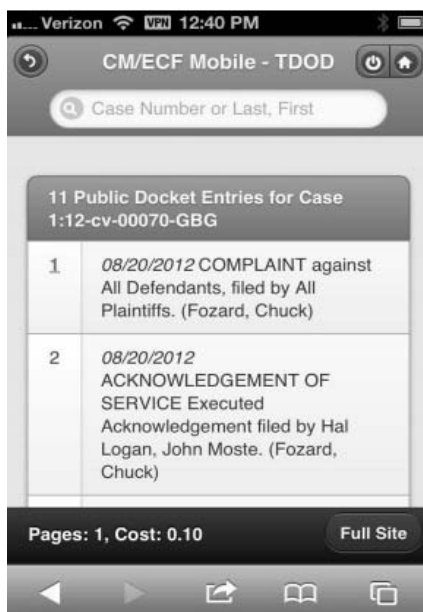 Verizon VPN 12:40 PM
CM/ECF Mobile - TDOD
Case Number or Last, First
11 Public Docket Entries for Case
1:12-cv-00070-GBG
1 08/20/2012 COMPLAINT against
All Defendants, filed by All
Plaintiffs. (Fozard, Chuck)
2 08/20/2012
ACKNOWLEDGEMENT OF
SERVICE Executed
Acknowledgement filed by Hal
Logan, John Moste. (Fozard,
Chuck)
Pages: 1, Cost: 0.10 Full Site